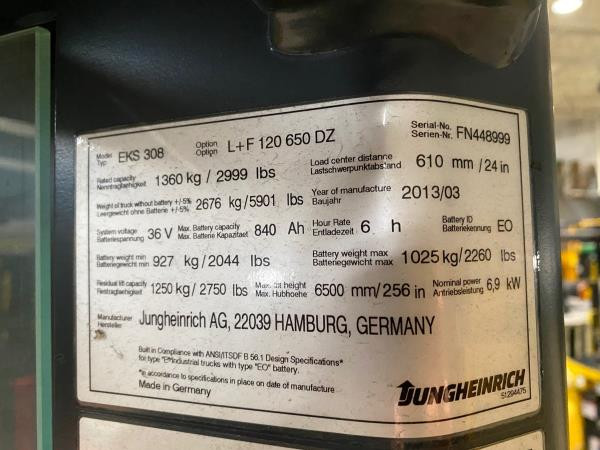 Model Typ EKS 308 Option Option L+F 120 650 DZ Serial-No. Serien-Nr. FN448999
Rated capacity Nenntragfaehigkeit 1360 kg / 2999 lbs Load center distanne Lastschwerpunktabstand 610 mm / 24 in
Weight of truck without battery +/-5% Leergewicht ohne Batterie +/-5% 2676 kg/5901 lbs Year of manufacture Baujahr 2013/03
System voltage Batteriespannung 36 V Max. Battery capacity Max. Batterie Kapazitaet 840 Ah Hour Rate Entladezeit 6 h Battery ID Batteriekennung EO
Battery weight min Batteriegewicht min 927 kg / 2044 lbs Battery weight max Batteriegewicht max 1025 kg/2260 lbs
Residual lift capacity Resttragfaehigkeit 1250 kg / 2750 lbs Max. lift height Max. Hubhoehe 6500 mm/256 in Nominal power Antriebsleistung 6,9 kW
Manufacturer Hersteller Jungheinrich AG, 22039 HAMBURG, GERMANY
Built in Compliance with ANSI/ITSDF B 56.1 Design Specifications*
for type "E"industrial trucks with type "EO" battery.
*in accordance to specifications in place on date of manufacture
Made in Germany
JUNGHEINRICH
51294475